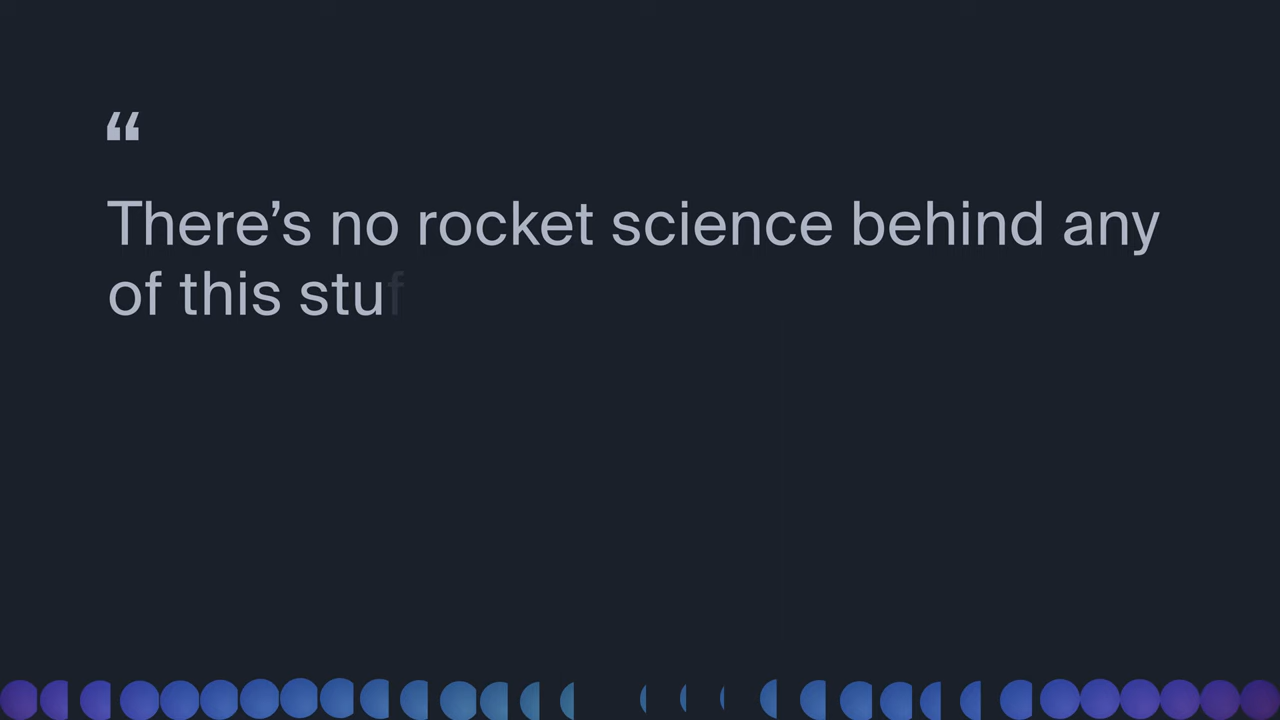 “
There’s no rocket science behind any
of this stuf